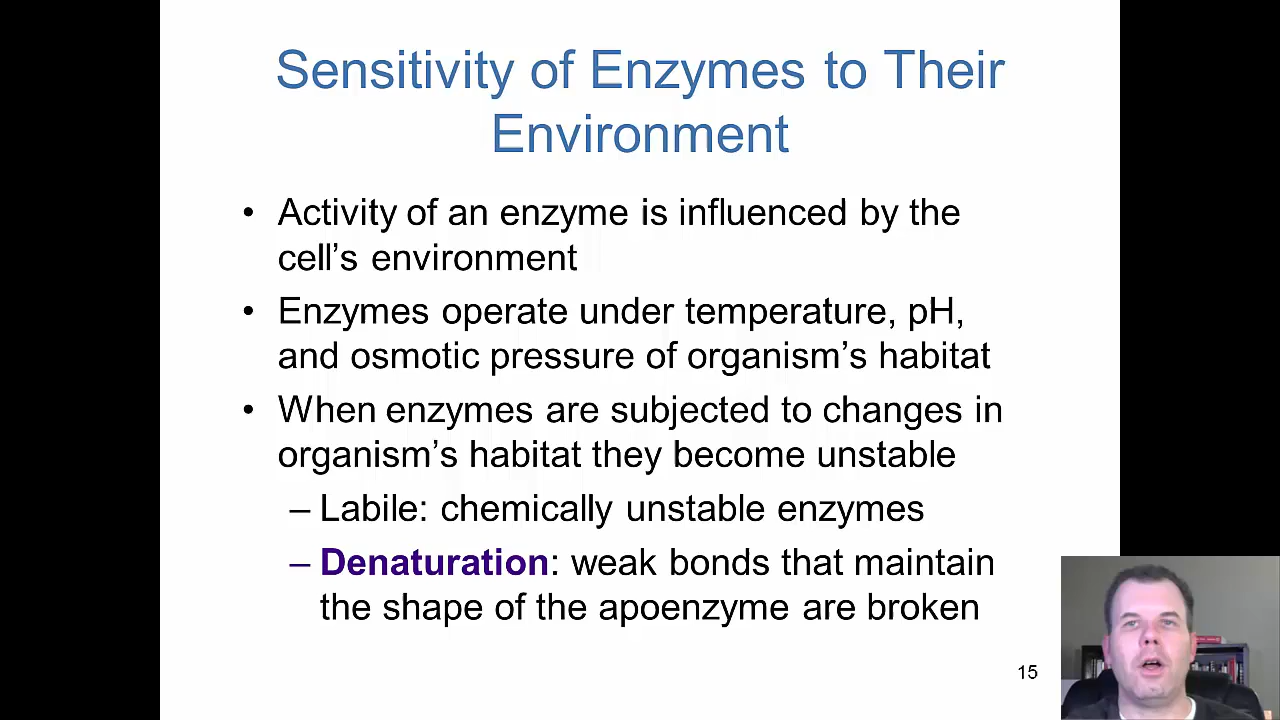 Sensitivity of Enzymes to Their
Environment
• Activity of an enzyme is influenced by the
cell’s environment
• Enzymes operate under temperature, pH,
and osmotic pressure of organism’s habitat
• When enzymes are subjected to changes in
organism’s habitat they become unstable
– Labile: chemically unstable enzymes
– Denaturation: weak bonds that maintain
the shape of the apoenzyme are broken
15